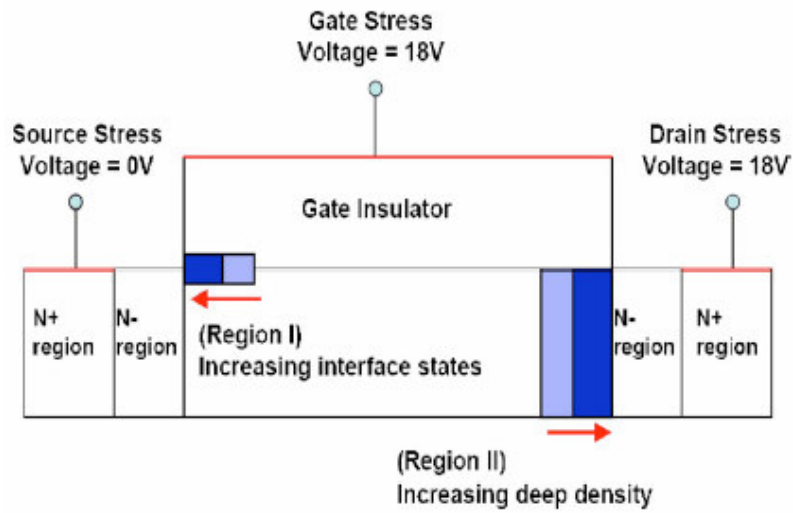 Gate Stress
Voltage = 18V
Source Stress
Voltage = 0V
Drain Stress
Voltage = 18V
Gate Insulator
N+
region
N-
region
(Region I)
Increasing interface states
N-
region
N+
region
(Region II)
Increasing deep density